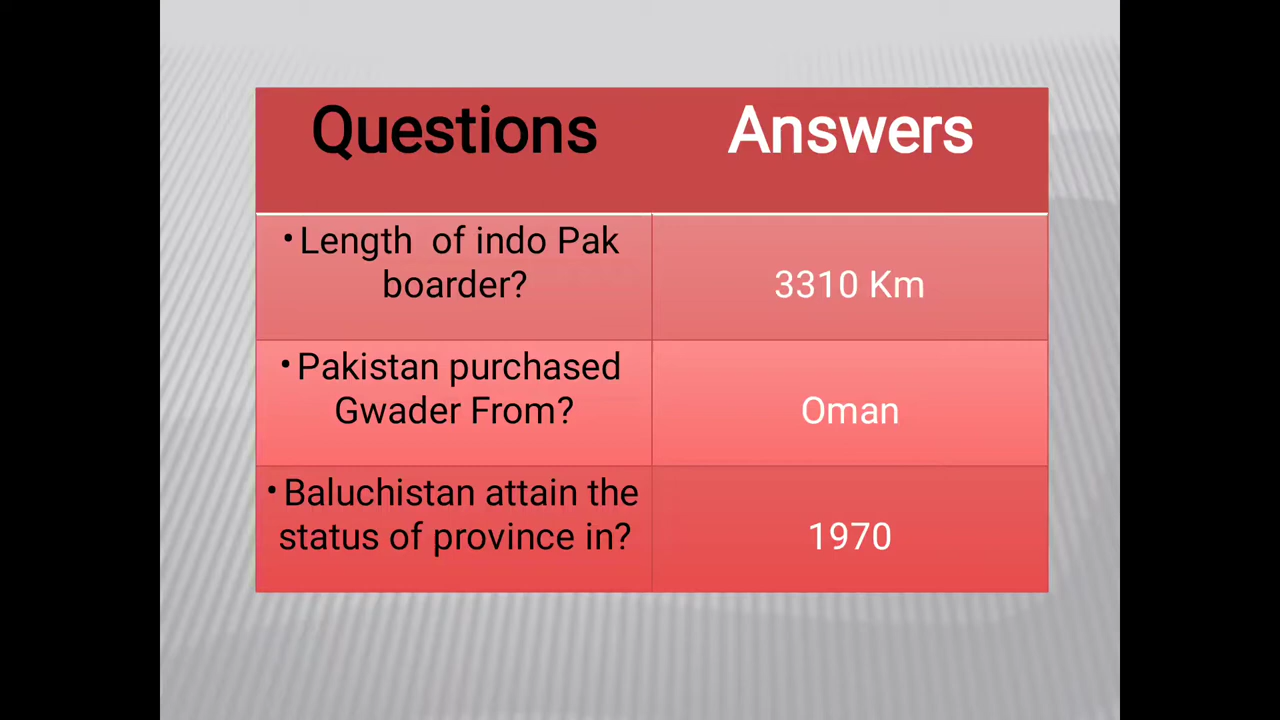 Questions
Answers
•Length of indo Pak
boarder?
3310 Km
•Pakistan purchased
Gwader From?
Oman
•Baluchistan attain the
status of province in?
1970